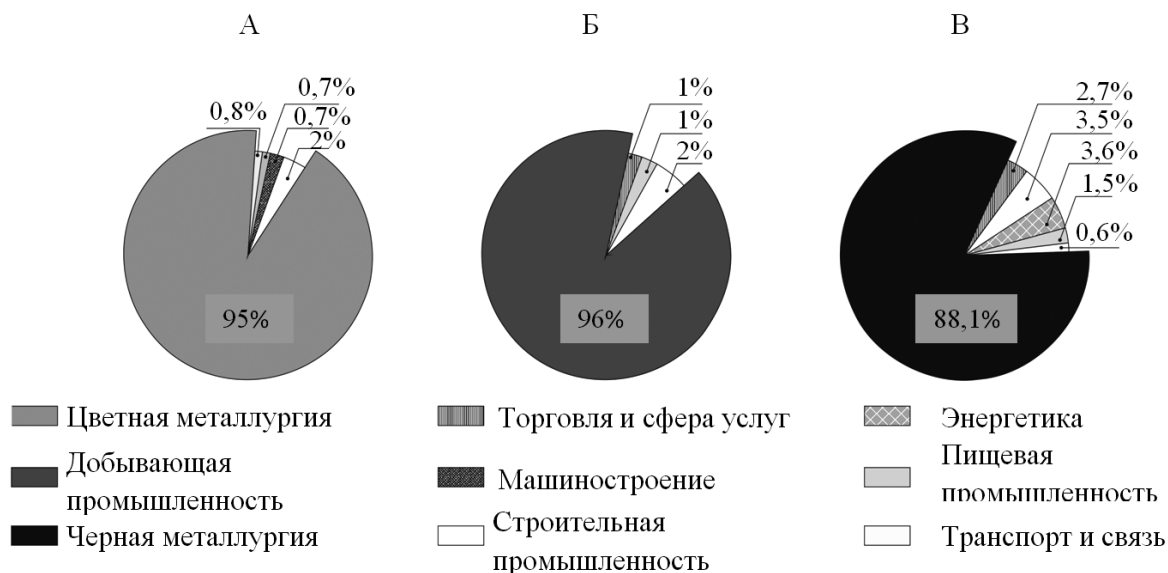 А
Б
В
0,8%
0,7%
0,7%
2%
95%
1%
1%
2%
96%
2,7%
3,5%
3,6%
1,5%
0,6%
88,1%
Цветная металлургия
Добывающая
промышленность
Черная металлургия
Торговля и сфера услуг
Машиностроение
Строительная
промышленность
Энергетика
Пищевая
промышленность
Транспорт и связь